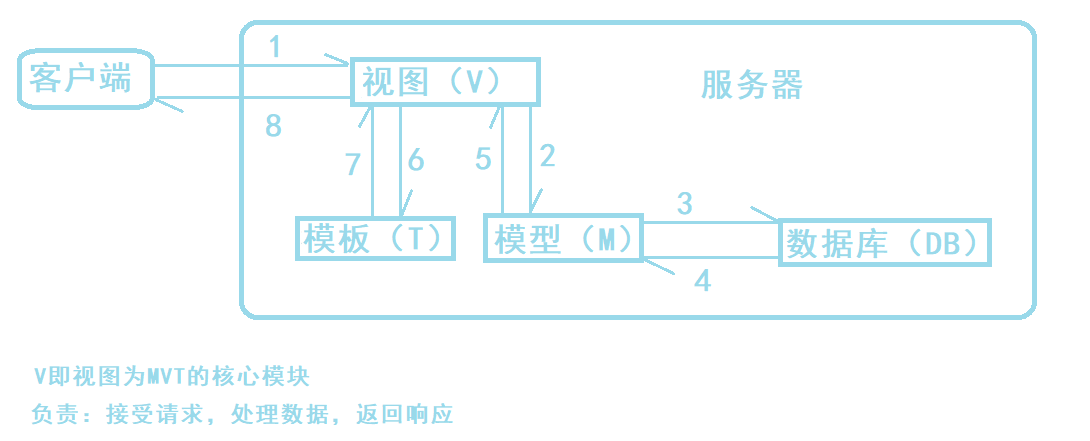 1
客户端
视图（V）
服务器
8
7
6
5
2
模板（T）
模型（M）
3
数据库（DB）
4
V即视图为MVT的核心模块
负责：接受请求，处理数据，返回响应